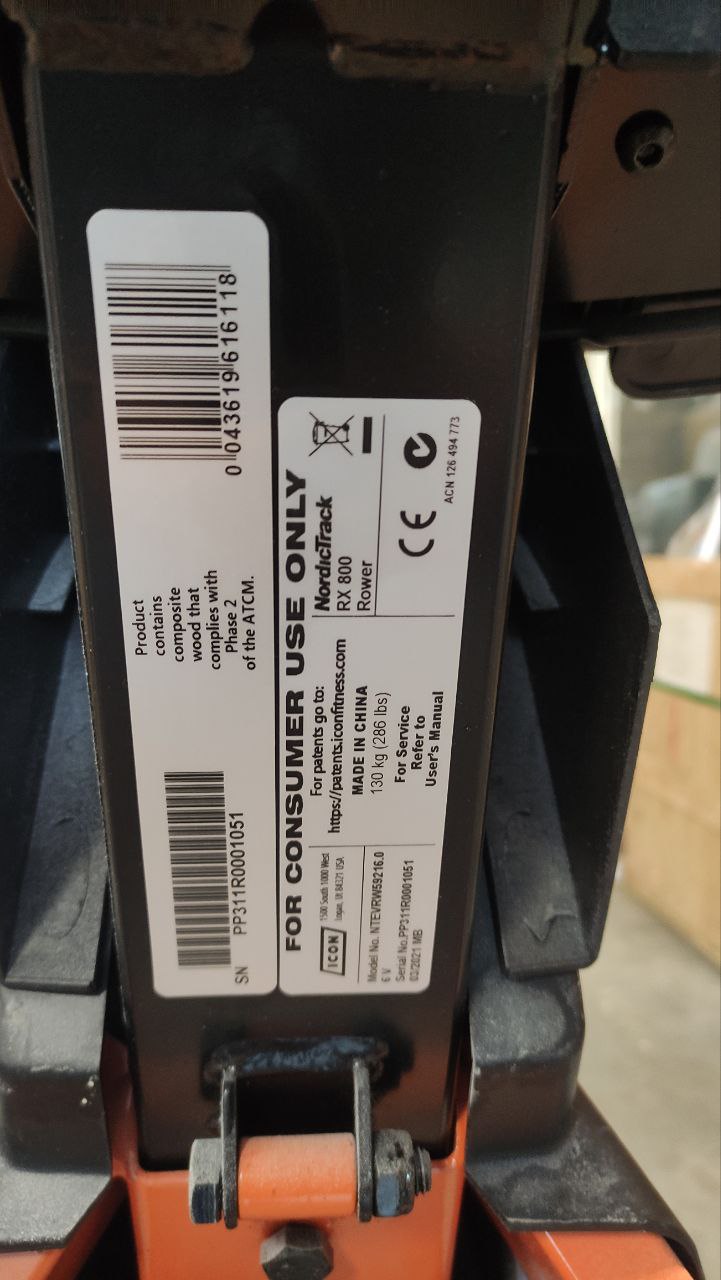 SN PP311R0001051
Product
contains
composite
wood that
complies with
Phase 2
of the ATCM.
0 043619 616118
FOR CONSUMER USE ONLY
ICON
1500 South 1000 West
Logan, Ut 84321 USA
Model No. NTEVRW59216.0
6 V
Serial No.PP311R0001051
03/2021 MB
For patents go to:
https://patents.iconfitness.com
MADE IN CHINA
130 kg (286 lbs)
For Service
Refer to
User's Manual
NordicTrack
RX 800
Rower
CE
ACN 126 494 773